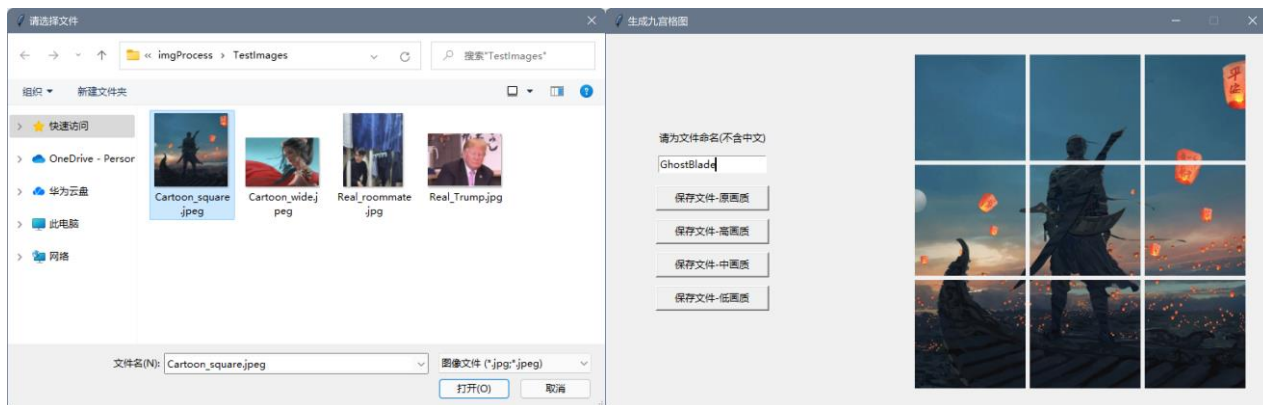 请选择文件
« imgProcess › TestImages
搜索"TestImages"
组织
新建文件夹
快速访问
OneDrive - Person
华为云盘
此电脑
网络
Cartoon_square
.jpeg
Cartoon_wide.j
peg
Real_roommate
.jpg
Real_Trump.jpg
文件名(N):
Cartoon_square.jpeg
图像文件 (*.jpg;*.jpeg)
打开(O)
取消
生成九宫格图
请为文件命名(不含中文)
GhostBlade
保存文件-原画质
保存文件-高画质
保存文件-中画质
保存文件-低画质
平安